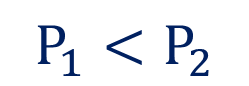 P₁ < P₂